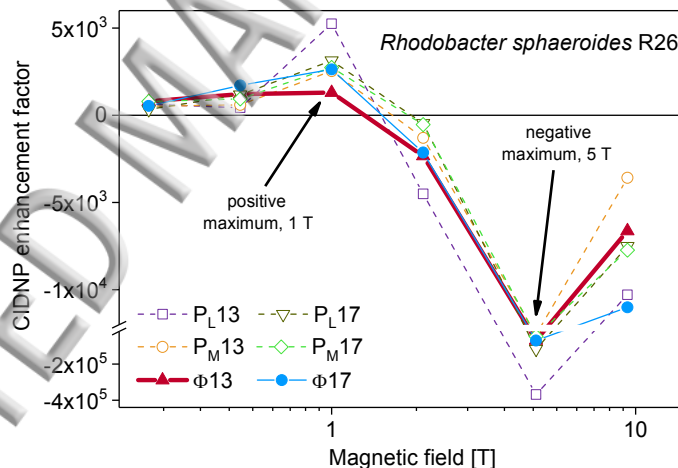 5x10³
Rhodobacter sphaeroides R26
0
negative
maximum, 5 T
positive
maximum, 1 T
-5x10³
-1x10⁴
-2x10⁵
-4x10⁵
CIDNP enhancement factor
P_L13
P_L17
P_M13
P_M17
Φ13
Φ17
1
10
Magnetic field [T]